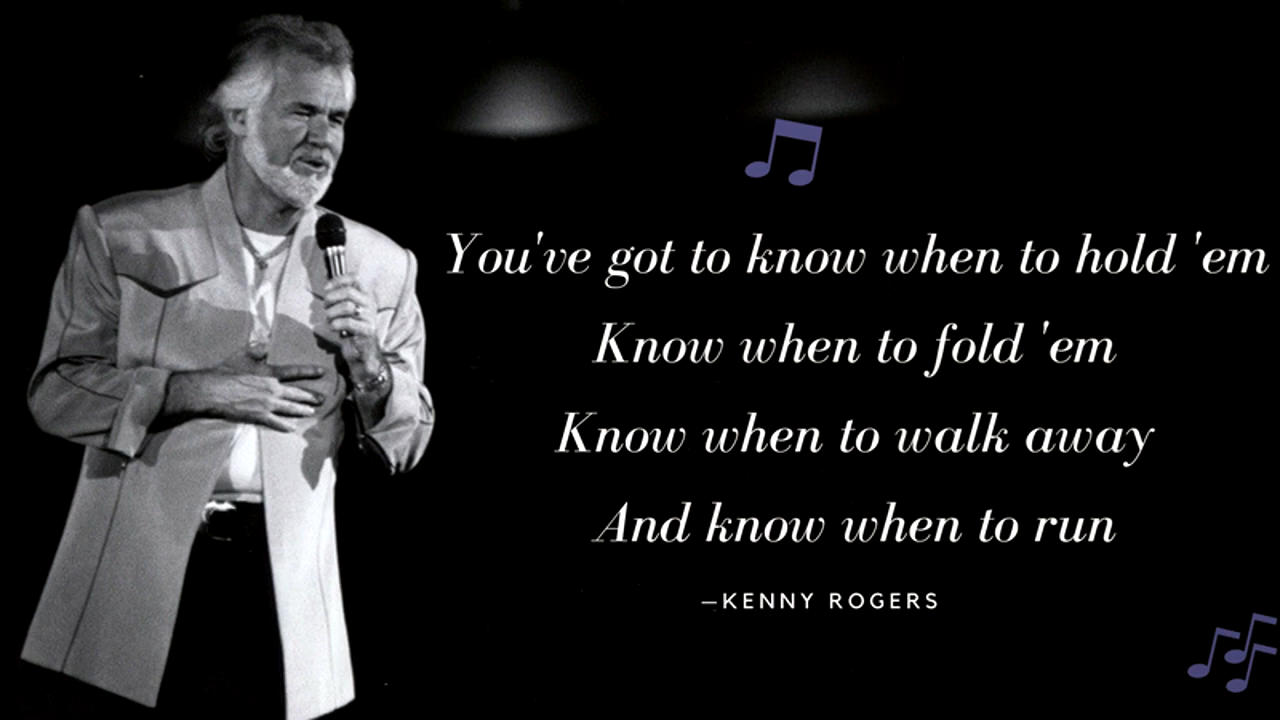 You've got to know when to hold 'em
Know when to fold 'em
Know when to walk away
And know when to run
–KENNY ROGERS